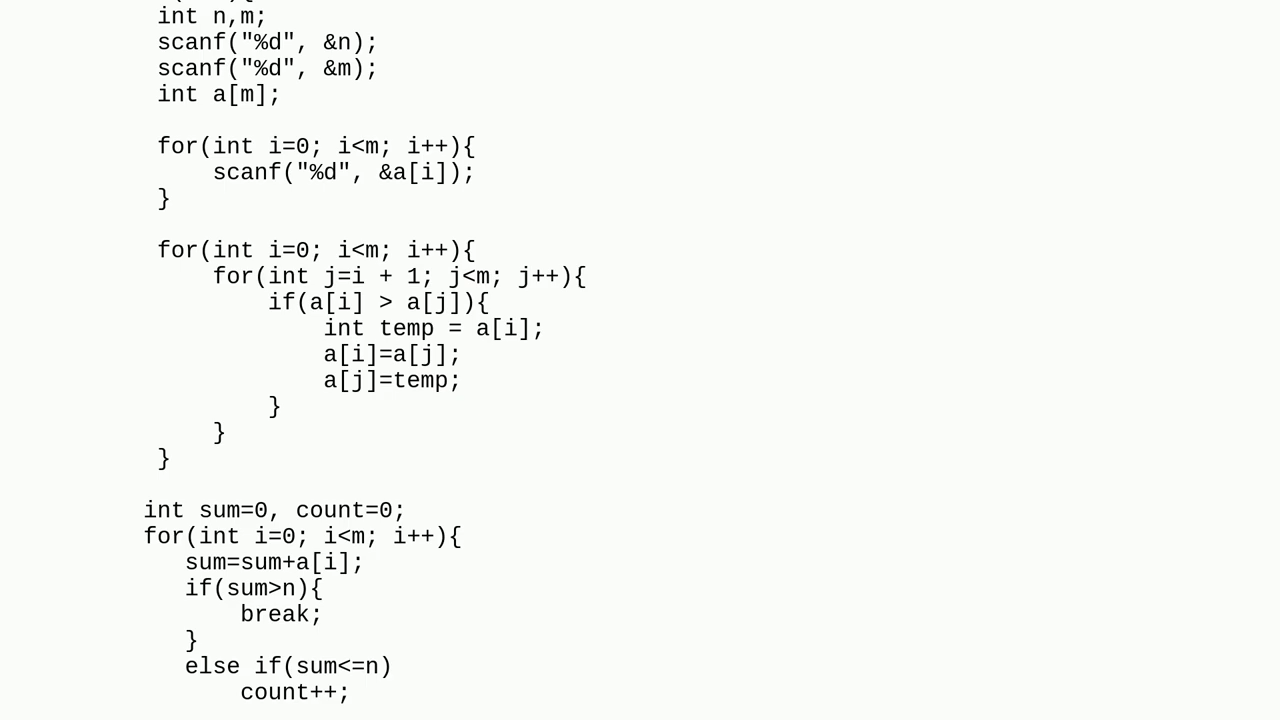 int n,m;
scanf("%d", &n);
scanf("%d", &m);
int a[m];
for(int i=0; i<m; i++){
scanf("%d", &a[i]);
}
for(int i=0; i<m; i++){
for(int j=i + 1; j<m; j++){
if(a[i] > a[j]){
int temp = a[i];
a[i]=a[j];
a[j]=temp;
}
}
}
int sum=0, count=0;
for(int i=0; i<m; i++){
sum=sum+a[i];
if(sum>n){
break;
}
else if(sum<=n)
count++;